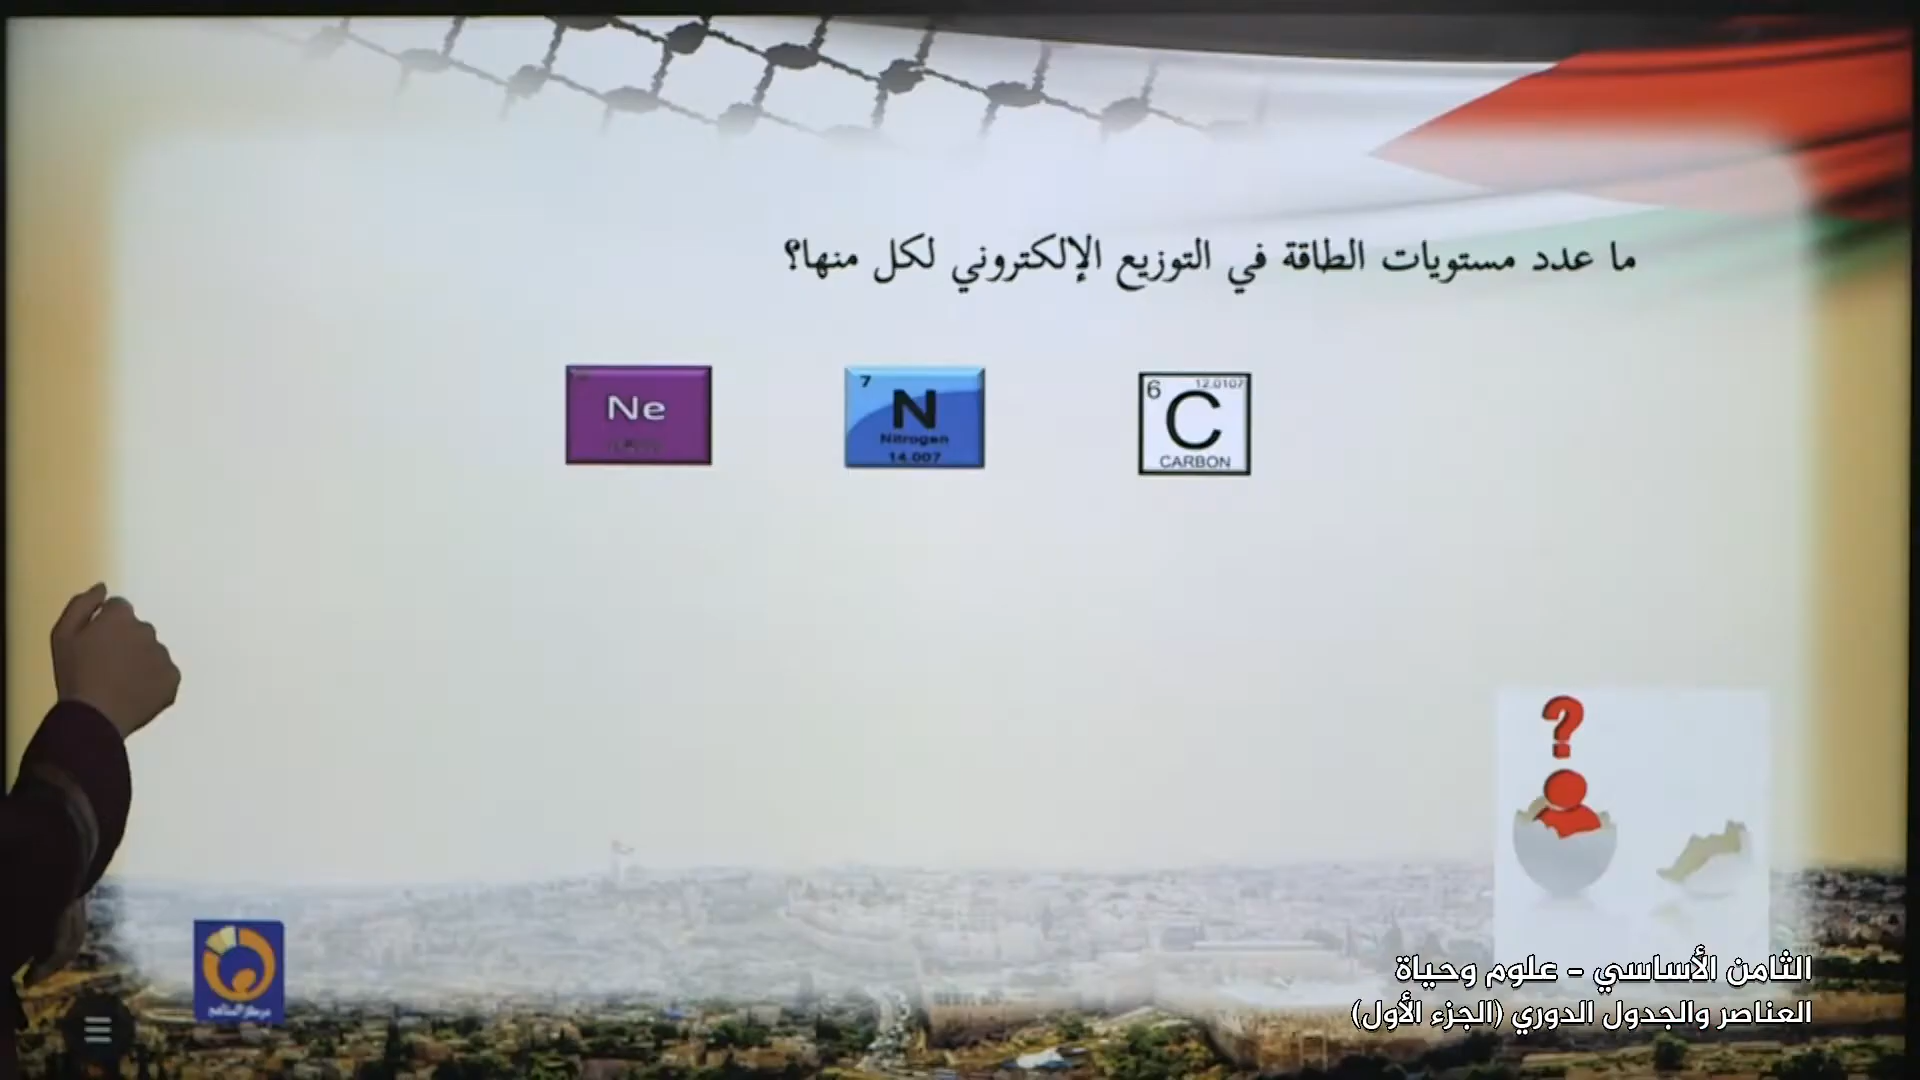 ما عدد مستويات الطاقة في التوزيع الإلكتروني لكل منها؟
6 12.0107
C
CARBON
7
N
Nitrogen
14.007
Ne
?
الثامن الأساسي - علوم وحياة
العناصر والجدول الدوري (الجزء الأول)